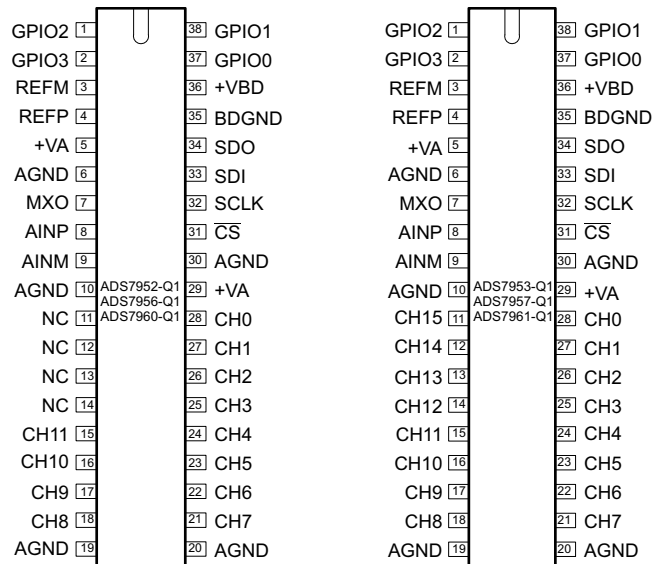 GPIO2 1 38 GPIO1
GPIO3 2 37 GPIO0
REFM 3 36 +VBD
REFP 4 35 BDGND
+VA 5 34 SDO
AGND 6 33 SDI
MXO 7 32 SCLK
AINP 8 31 CS
AINM 9 30 AGND
AGND 10 ADS7952-Q1 29 +VA
ADS7956-Q1
NC 11 ADS7960-Q1 28 CH0
NC 12 27 CH1
NC 13 26 CH2
NC 14 25 CH3
CH11 15 24 CH4
CH10 16 23 CH5
CH9 17 22 CH6
CH8 18 21 CH7
AGND 19 20 AGND
GPIO2 1 38 GPIO1
GPIO3 2 37 GPIO0
REFM 3 36 +VBD
REFP 4 35 BDGND
+VA 5 34 SDO
AGND 6 33 SDI
MXO 7 32 SCLK
AINP 8 31 CS
AINM 9 30 AGND
AGND 10 ADS7953-Q1 29 +VA
ADS7957-Q1
CH15 11 ADS7961-Q1 28 CH0
CH14 12 27 CH1
CH13 13 26 CH2
CH12 14 25 CH3
CH11 15 24 CH4
CH10 16 23 CH5
CH9 17 22 CH6
CH8 18 21 CH7
AGND 19 20 AGND